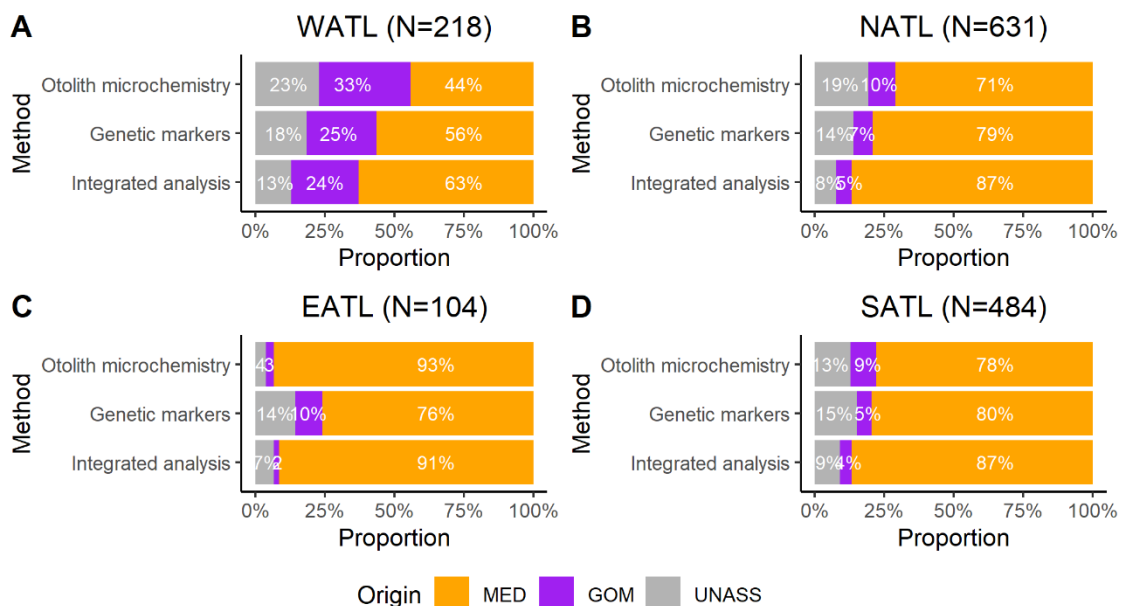 A WATL (N=218)
Method
Otolith microchemistry 23% 33% 44%
Genetic markers 18% 25% 56%
Integrated analysis 13% 24% 63%
0% 25% 50% 75% 100%
Proportion
B NATL (N=631)
Method
Otolith microchemistry 19% 10% 71%
Genetic markers 14% 7% 79%
Integrated analysis 8% 5% 87%
0% 25% 50% 75% 100%
Proportion
C EATL (N=104)
Method
Otolith microchemistry 4 3 93%
Genetic markers 14% 10% 76%
Integrated analysis 7% 2 91%
0% 25% 50% 75% 100%
Proportion
D SATL (N=484)
Method
Otolith microchemistry 13% 9% 78%
Genetic markers 15% 5% 80%
Integrated analysis 9% 4% 87%
0% 25% 50% 75% 100%
Proportion
Origin MED GOM UNASS